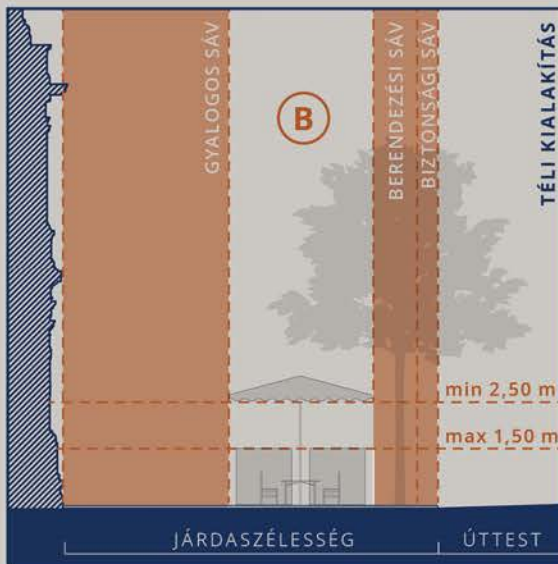 GYALOGOS SÁV
B
BERENDEZÉSI SÁV
BIZTONSÁGI SÁV
TÉLI KIALAKÍTÁS
min 2,50 m
max 1,50 m
JÁRDASZÉLESSÉG
ÚTTEST